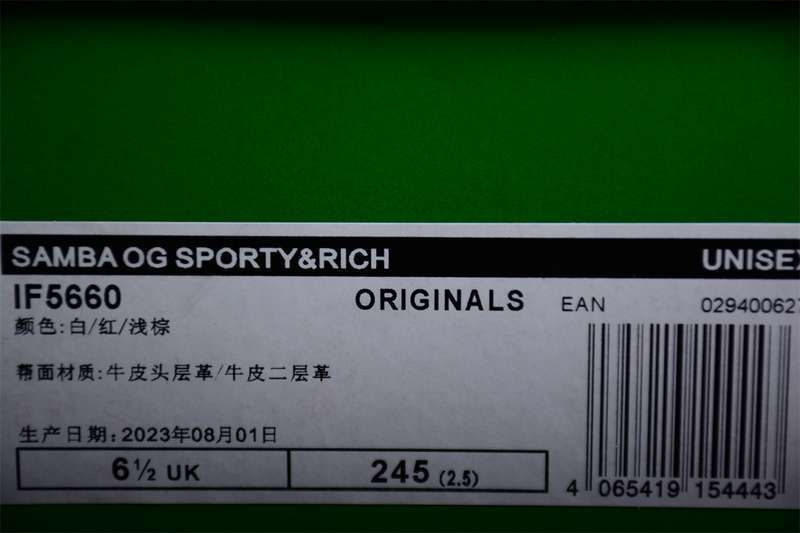 SAMBA OG SPORTY&RICH UNISEX
IF5660 ORIGINALS EAN 02940062
颜色:白/红/浅棕
帮面材质:牛皮头层革/牛皮二层革
生产日期:2023年08月01日
6½ UK 245 (2.5)
4 065419 154443